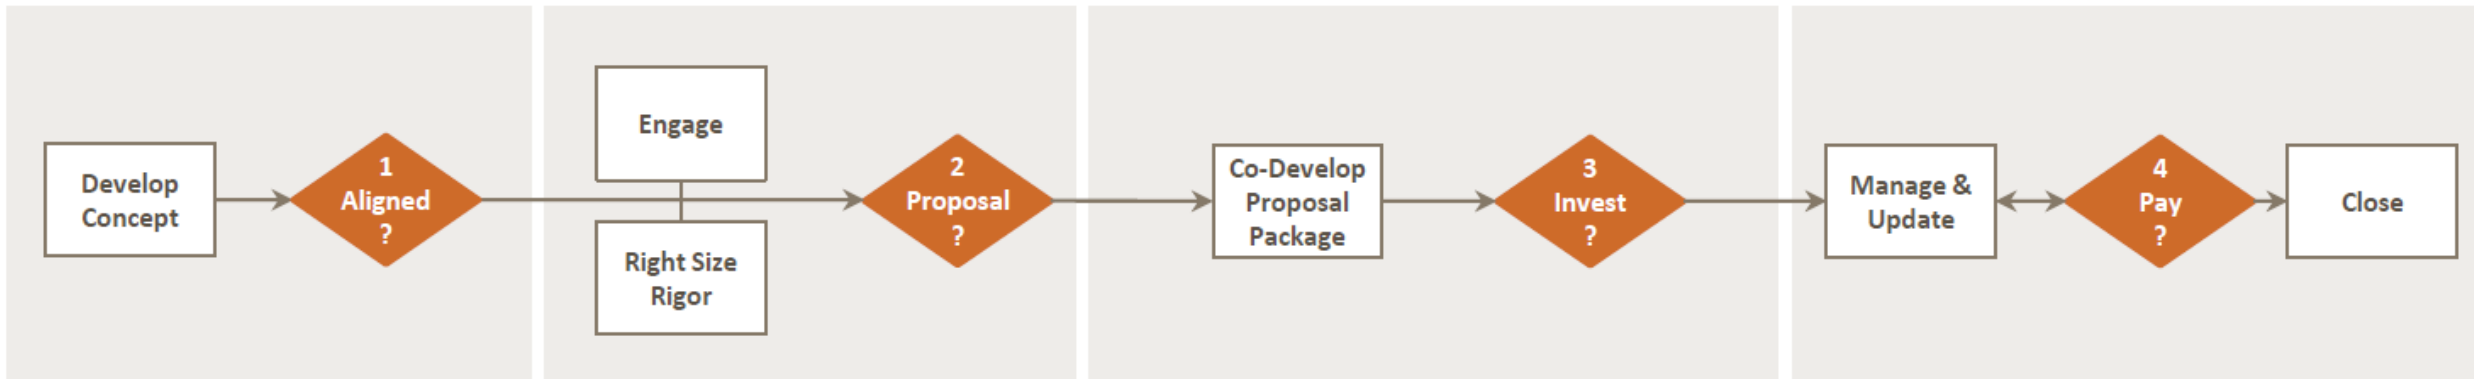 Develop
Concept
1
Aligned
?
Engage
Right Size
Rigor
2
Proposal
?
Co-Develop
Proposal
Package
3
Invest
?
Manage &
Update
4
Pay
?
Close